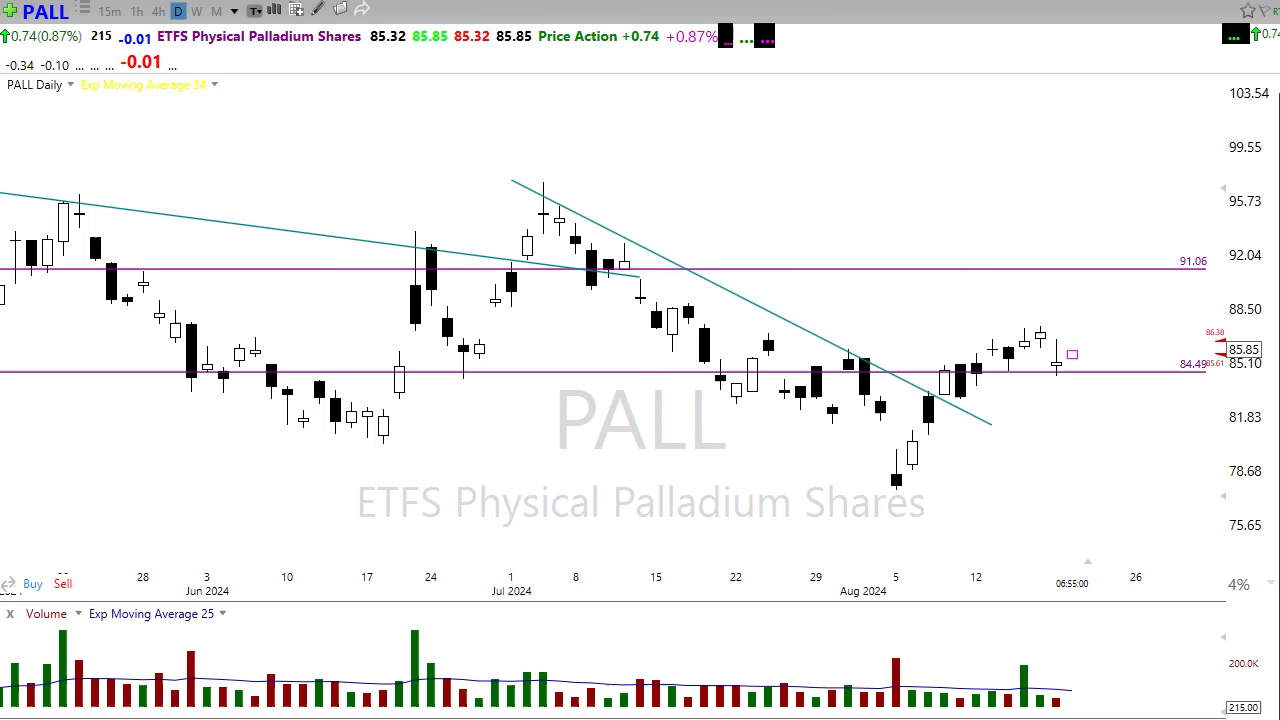 PALL 15m 1h 4h D W M T
0.74(0.87%) 215 -0.01 ETFS Physical Palladium Shares 85.32 85.85 85.32 85.85 Price Action +0.74 +0.87% ... ... ... ... 0.74
-0.34 -0.10 ... ... ... -0.01 ...
PALL Daily Exp Moving Average 34
103.54
99.55
95.73
92.04
91.06
88.50
86.38
85.85
84.49 85.61 85.10
81.83
78.68
75.65
PALL
ETFS Physical Palladium Shares
28 3 10 17 24 1 8 15 22 29 5 12 26
Buy Sell Jun 2024 Jul 2024 Aug 2024 06:55:00 4%
X Volume Exp Moving Average 25
200.0K
215.00